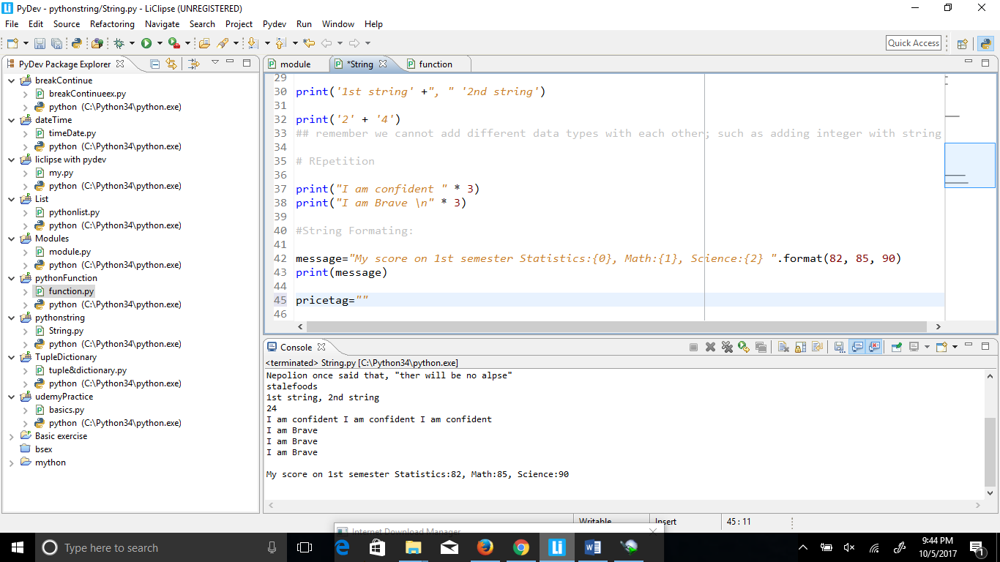 PyDev - pythonstring/String.py - LiClipse (UNREGISTERED)
File Edit Source Refactoring Navigate Search Project Pydev Run Window Help
Quick Access
PyDev Package Explorer
breakContinue
breakContinueex.py
python (C:\Python34\python.exe)
dateTime
timeDate.py
python (C:\Python34\python.exe)
liclipse with pydev
my.py
python (C:\Python34\python.exe)
List
pythonlist.py
python (C:\Python34\python.exe)
Modules
module.py
python (C:\Python34\python.exe)
pythonFunction
function.py
python (C:\Python34\python.exe)
pythonstring
String.py
python (C:\Python34\python.exe)
TupleDictionary
tuple&dictionary.py
python (C:\Python34\python.exe)
udemyPractice
basics.py
python (C:\Python34\python.exe)
Basic exercise
bsex
mython
module *String function
29
30 print('1st string' +", " '2nd string')
31
32 print('2' + '4')
33 ## remember we cannot add different data types with each other; such as adding integer with string
34
35 # REpetition
36
37 print("I am confident " * 3)
38 print("I am Brave \n" * 3)
39
40 #String Formating:
41
42 message="My score on 1st semester Statistics:{0}, Math:{1}, Science:{2} ".format(82, 85, 90)
43 print(message)
44
45 pricetag=""
46
Console
<terminated> String.py [C:\Python34\python.exe]
Nepolion once said that, "ther will be no alpse"
stalefoods
1st string, 2nd string
24
I am confident I am confident I am confident
I am Brave
I am Brave
I am Brave
My score on 1st semester Statistics:82, Math:85, Science:90
Writable Insert 45 : 11
Internet Download Manager
Type here to search
9:44 PM
10/5/2017
1